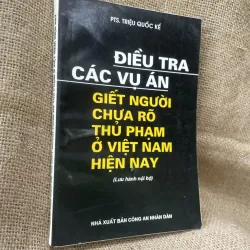 PTS. TRIỆU QUỐC KẾ
ĐIỀU TRA
CÁC VỤ ÁN
GIẾT NGƯỜI
CHƯA RÕ
THỦ PHẠM
Ở VIỆT NAM
HIỆN NAY
(Lưu hành nội bộ)
NHÀ XUẤT BẢN CÔNG AN NHÂN DÂN